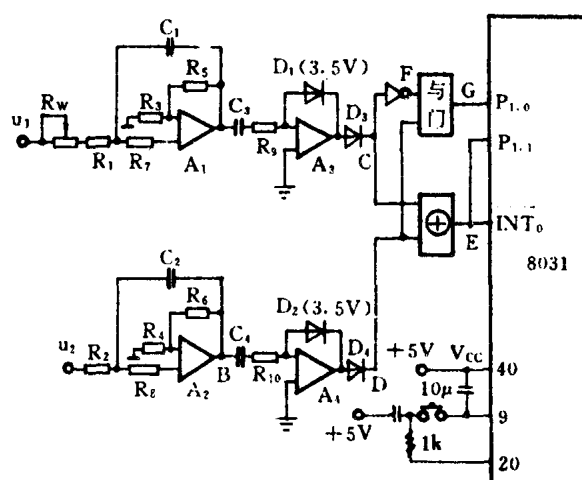 C₁
R₅
R₃
D₁(3.5V)
F
与门
G
P₁.₀
Rw
u₁
R₁
R₇
A₁
C₃
R₉
A₃
D₃
C
P₁.₁
E
INT₀
8031
C₂
R₆
R₄
D₂(3.5V)
u₂
R₂
R₈
A₂
B
C₄
R₁₀
A₄
D₄
D
+5V
Vcc
40
10μ
+5V
9
1k
20